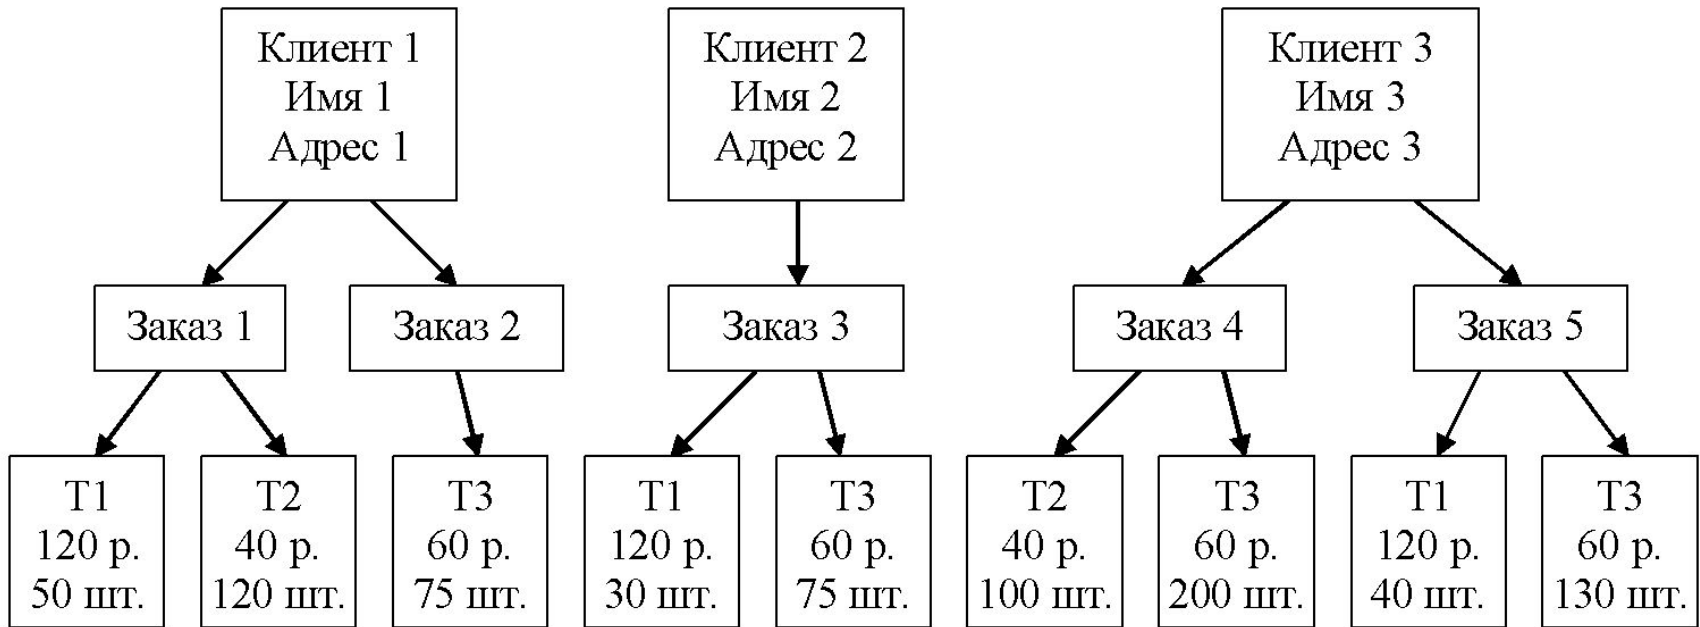 Клиент 1
Имя 1
Адрес 1
Клиент 2
Имя 2
Адрес 2
Клиент 3
Имя 3
Адрес 3
Заказ 1
Заказ 2
Заказ 3
Заказ 4
Заказ 5
Т1
120 р.
50 шт.
Т2
40 р.
120 шт.
Т3
60 р.
75 шт.
Т1
120 р.
30 шт.
Т3
60 р.
75 шт.
Т2
40 р.
100 шт.
Т3
60 р.
200 шт.
Т1
120 р.
40 шт.
Т3
60 р.
130 шт.